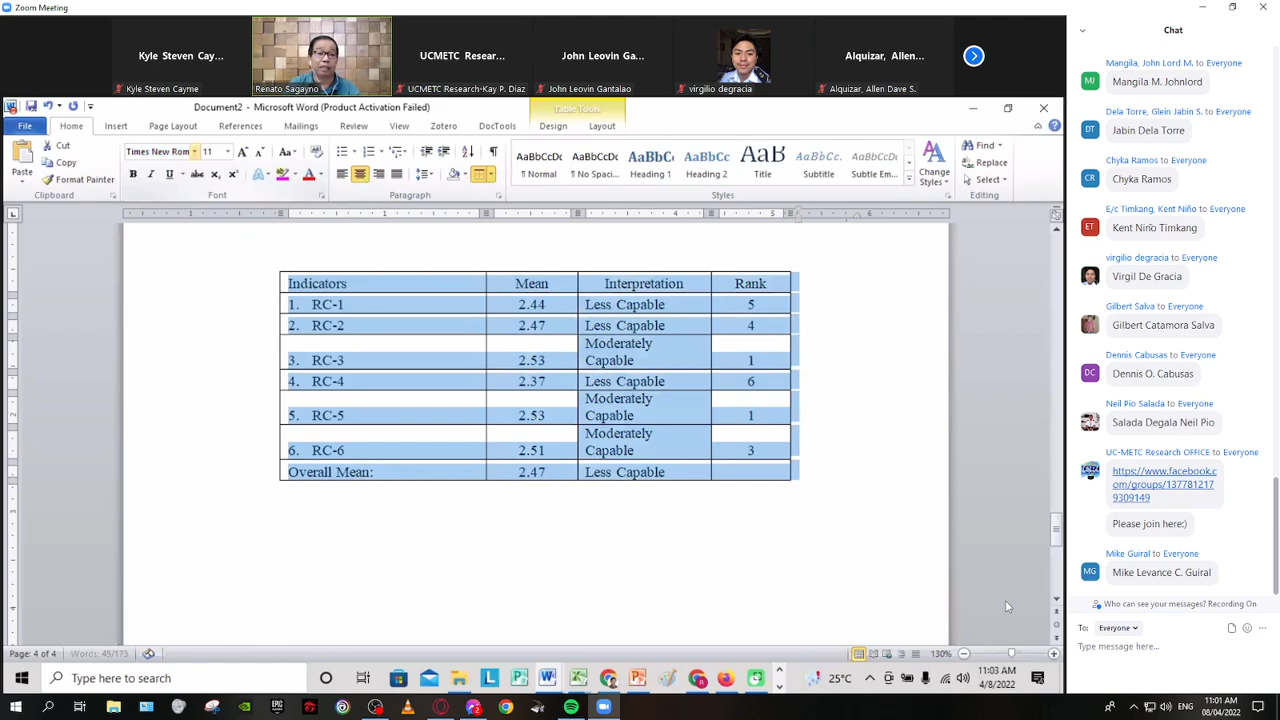 Zoom Meeting
Kyle Steven Cay...
UCMETC Resear...
John Leovin Ga...
Alquizar, Allen...
Kyle Steven Cayme
Renato Sagayno
UCMETC Research-Kay P. Diaz
John Leovin Gantalao
virgilio degracia
Alquizar, Allen Dave S.
Document2 - Microsoft Word (Product Activation Failed)
Table Tools
File Home Insert Page Layout References Mailings Review View Zotero DocTools Design Layout
Paste
Cut
Copy
Format Painter
Clipboard
Times New Rom 11
Font
Paragraph
AaBbCcDc AaBbCcDc AaBbC AaBbCc AaB AaBbCc. AaBbCcDc
¶ Normal ¶ No Spaci... Heading 1 Heading 2 Title Subtitle Subtle Em...
Styles
Change Styles
Find
Replace
Select
Editing
Indicators Mean Interpretation Rank
1. RC-1 2.44 Less Capable 5
2. RC-2 2.47 Less Capable 4
3. RC-3 2.53 Moderately Capable 1
4. RC-4 2.37 Less Capable 6
5. RC-5 2.53 Moderately Capable 1
6. RC-6 2.51 Moderately Capable 3
Overall Mean: 2.47 Less Capable
Page: 4 of 4 Words: 45/173
130%
Type here to search
25°C
ENG
11:03 AM
4/8/2022
Chat
Mangila, John Lord M. to Everyone
MJ
Mangila M. Johnlord
Dela Torre, Glein Jabin S. to Everyone
DT
Jabin Dela Torre
Chyka Ramos to Everyone
CR
Chyka Ramos
E/c Timkang, Kent Niño to Everyone
ET
Kent Nino Timkang
virgilio degracia to Everyone
Virgil De Gracia
Gilbert Salva to Everyone
Gilbert Catamora Salva
Dennis Cabusas to Everyone
DC
Dennis O. Cabusas
Neil Pio Salada to Everyone
Salada Degala Neil Pio
UC-METC Research OFFICE to Everyone
https://www.facebook.c
om/groups/137781217
9309149
Please join here:)
Mike Guiral to Everyone
MG
Mike Levance C. Guiral
Who can see your messages? Recording On
To: Everyone
Type message here...
ENG
11:01 AM
08/04/2022